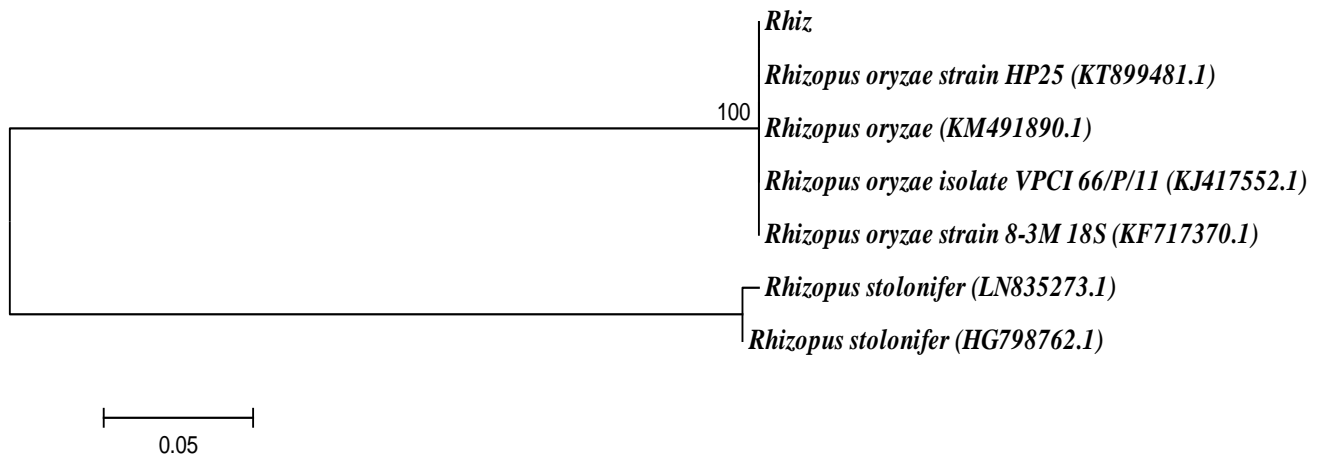 Rhiz
Rhizopus oryzae strain HP25 (KT899481.1)
100
Rhizopus oryzae (KM491890.1)
Rhizopus oryzae isolate VPCI 66/P/11 (KJ417552.1)
Rhizopus oryzae strain 8-3M 18S (KF717370.1)
Rhizopus stolonifer (LN835273.1)
Rhizopus stolonifer (HG798762.1)
0.05